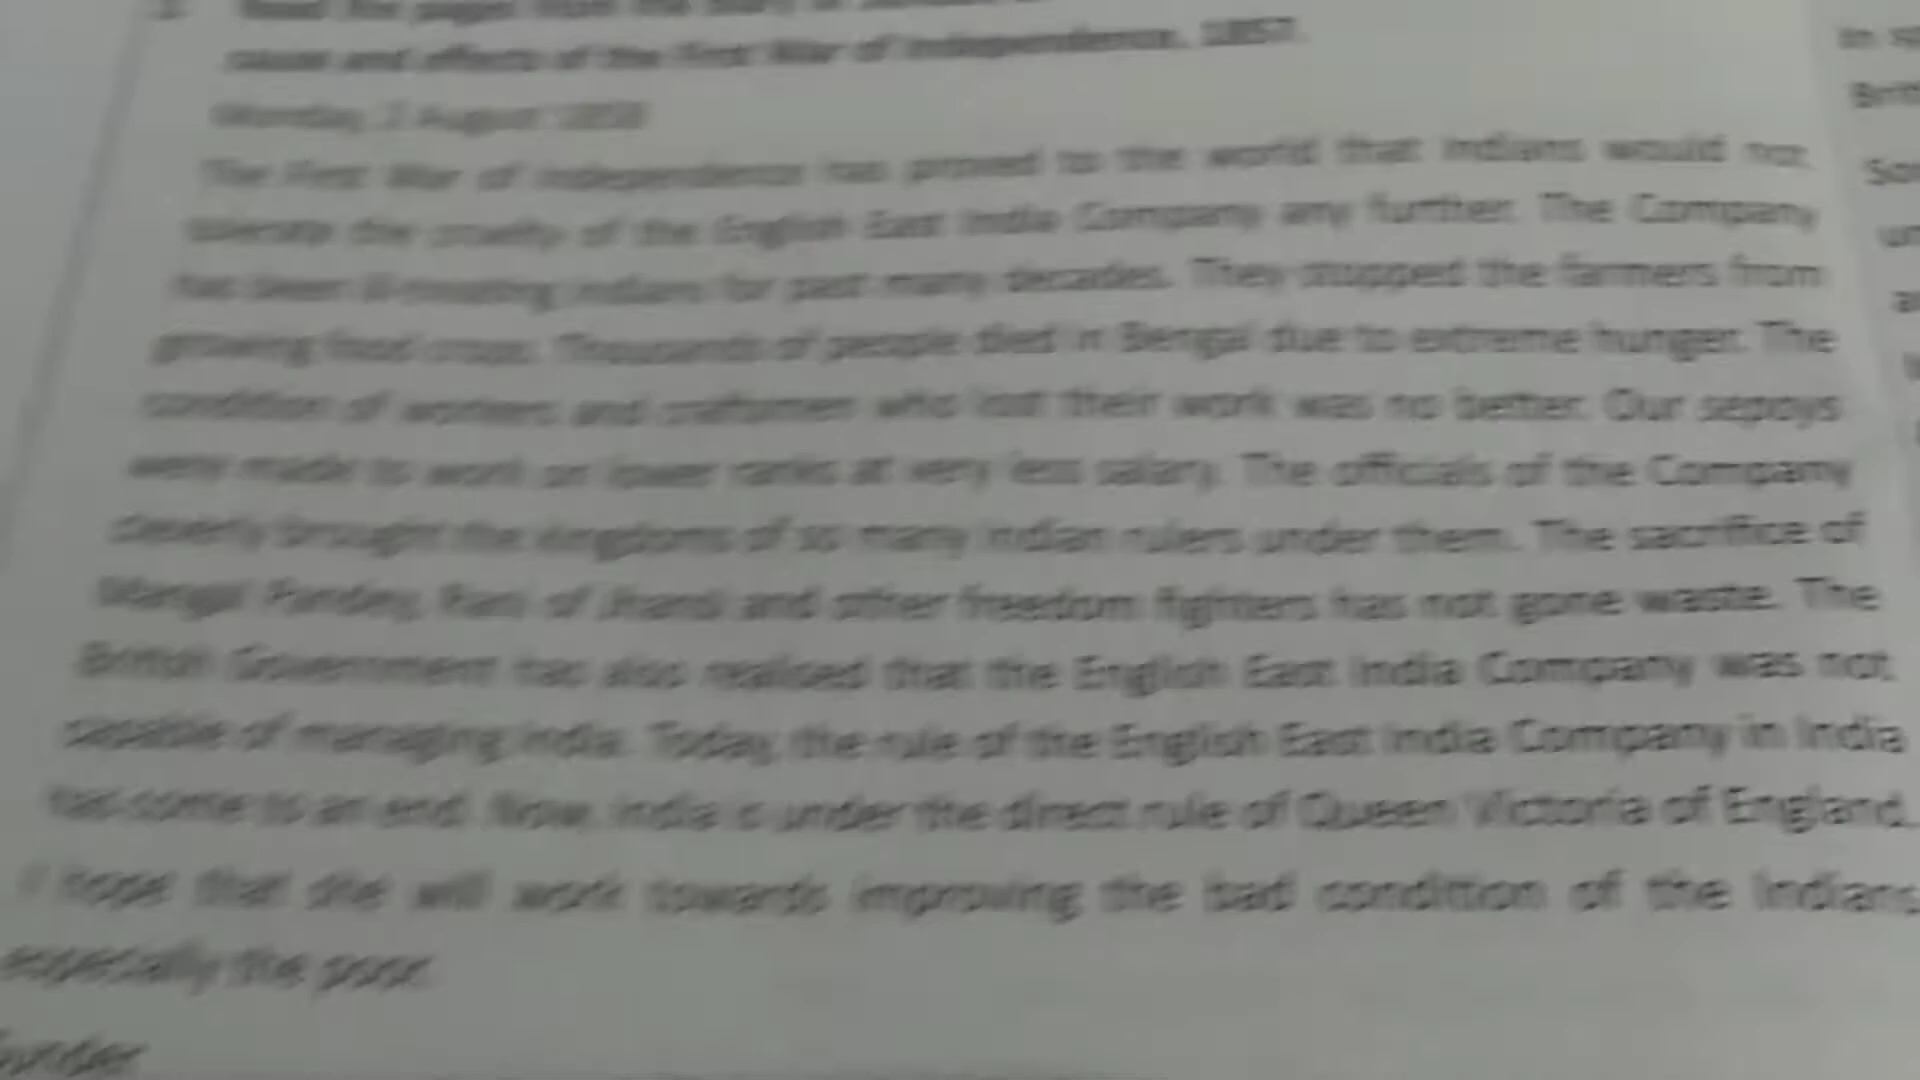 cause and effects of the First War of Independence, 1857.
Monday, 2 August 1858
The First War of Independence has proved to the world that Indians would not
tolerate the cruelty of the English East India Company any further. The Company
has been ill-treating Indians for past many decades. They stopped the farmers from
growing food crops. Thousands of people died in Bengal due to extreme hunger. The
condition of workers and craftsmen who lost their work was no better. Our sepoys
were made to work on lower ranks at very less salary. The officials of the Company
cleverly brought the kingdoms of so many Indian rulers under them. The sacrifice of
Mangal Pandey, Rani of Jhansi and other freedom fighters has not gone waste. The
British Government has also realised that the English East India Company was not
capable of managing India. Today, the rule of the English East India Company in India
has come to an end. Now, India is under the direct rule of Queen Victoria of England.
I hope that she will work towards improving the bad condition of the Indians
especially the poor.